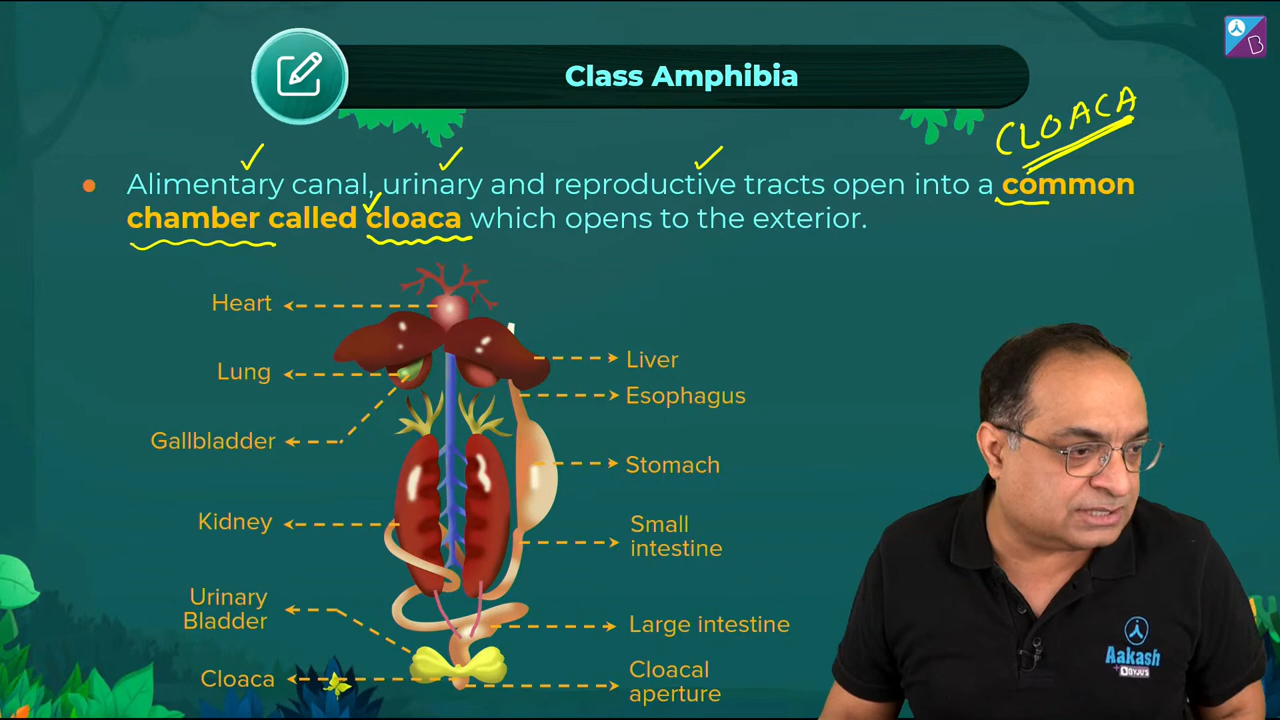 Class Amphibia
CLOACA
Alimentary canal, urinary and reproductive tracts open into a common
chamber called cloaca which opens to the exterior.
Heart
Lung
Gallbladder
Kidney
Urinary
Bladder
Cloaca
Liver
Esophagus
Stomach
Small
intestine
Large intestine
Cloacal
aperture
B
Aakash
BYJU'S